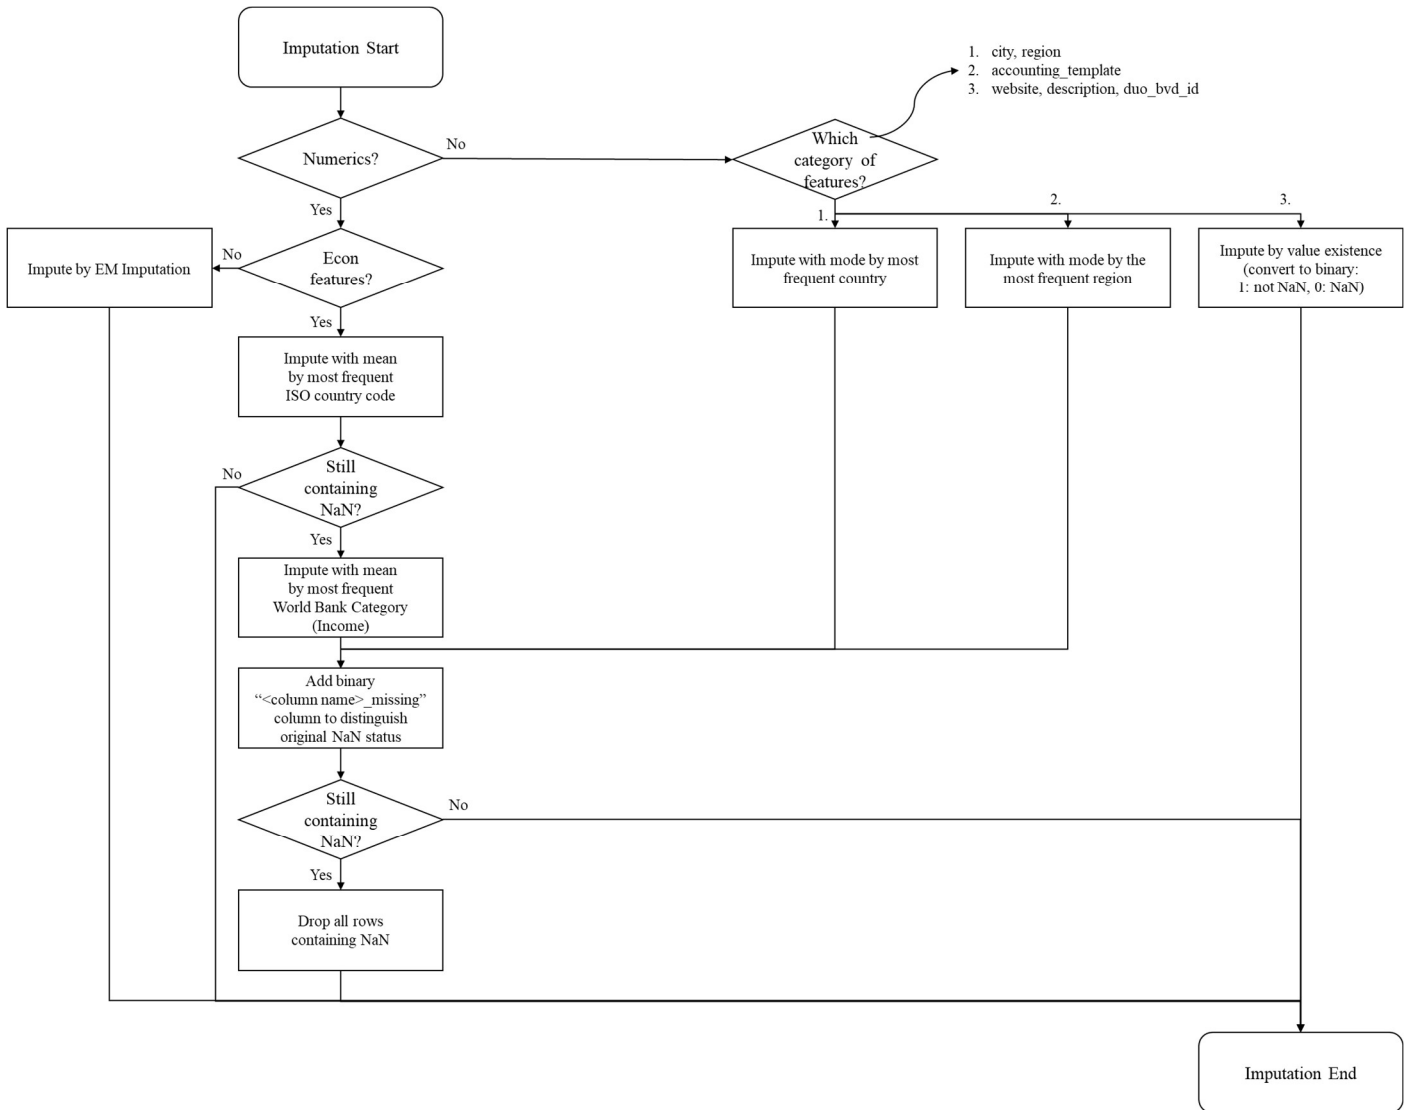 Imputation Start
1. city, region
2. accounting_template
3. website, description, duo_bvd_id
Numerics?
No
Which
category of
features?
Yes
1.
2.
3.
Impute by EM Imputation
No
Econ
features?
Impute with mode by most
frequent country
Impute with mode by the
most frequent region
Impute by value existence
(convert to binary:
1: not NaN, 0: NaN)
Yes
Impute with mean
by most frequent
ISO country code
No
Still
containing
NaN?
Yes
Impute with mean
by most frequent
World Bank Category
(Income)
Add binary
“<column name>_missing”
column to distinguish
original NaN status
Still
containing
NaN?
No
Yes
Drop all rows
containing NaN
Imputation End